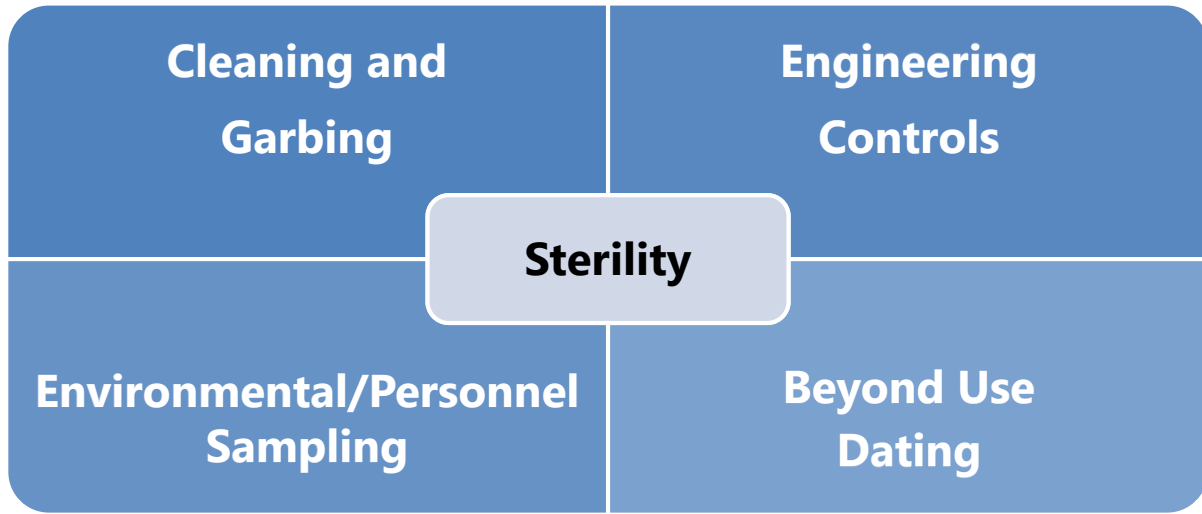 Cleaning and
Garbing
Engineering
Controls
Sterility
Environmental/Personnel
Sampling
Beyond Use
Dating